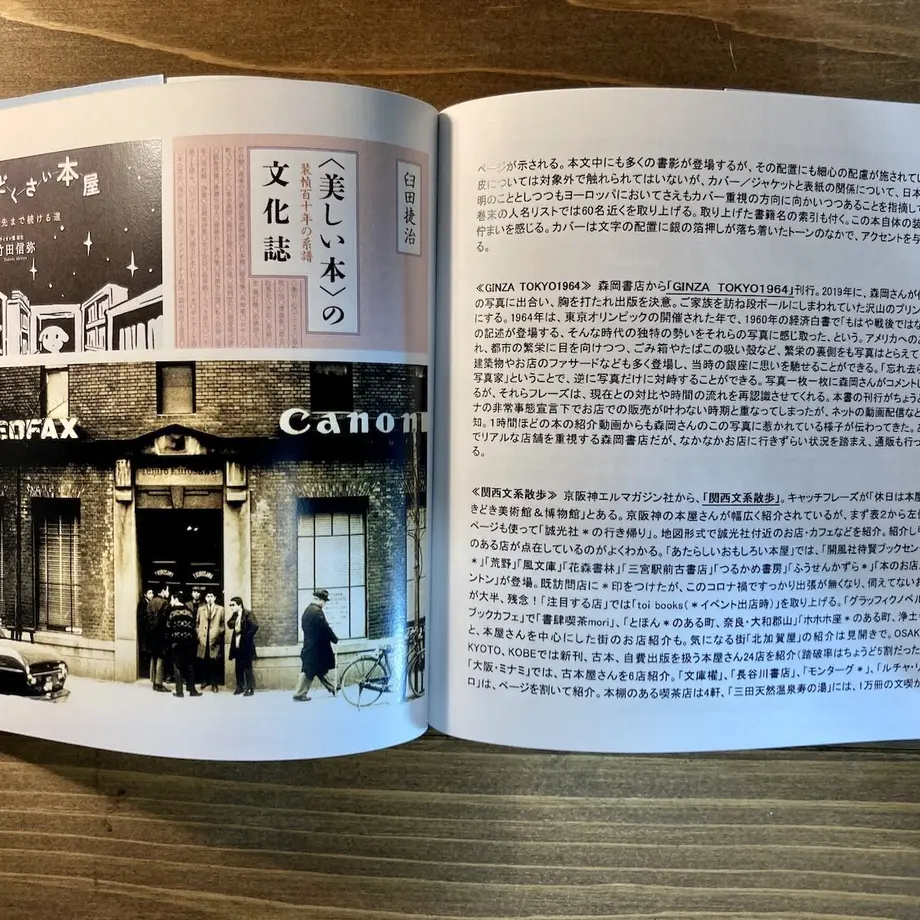 どくさい本屋
先まで続ける道
竹田信弥
〈美しい本〉の
文化誌
装幀百十年の系譜
臼田捷治
EOFAX
Canon
ページが示される。本文中にも多くの書影が登場するが、その配置にも細心の配慮が施されてい
皮については対象外で触れられてはいないが、カバー／ジャケットと表紙の関係について、日本
明のこととしつつもヨーロッパにおいてさえもカバー重視の方向に向かいつつあることを指摘して
巻末の人名リストでは60名近くを取り上げる。取り上げた書籍名の索引も付く。この本自体の装
佇まいを感じる。カバーは文字の配置に銀の箔押しが落ち着いたトーンのなかで、アクセントを与
る。
≪GINZA TOKYO1964≫ 森岡書店から「GINZA TOKYO1964」刊行。2019年に、森岡さんが
の写真に出合い、胸を打たれ出版を決意。ご家族を訪ね段ボールにしまわれていた沢山のプリン
にする。1964年は、東京オリンピックの開催された年で、1960年の経済白書で「もはや戦後ではな
の記述が登場する、そんな時代の独特の勢いをそれらの写真に感じ取った、という。アメリカへのあ
れ、都市の繁栄に目を向けつつ、ごみ箱やたばこの吸い殻など、繁栄の裏側をも写真はとらえて
建築物やお店のファサードなども多く登場し、当時の銀座に思いを馳せることができる。「忘れ去ら
写真家」ということで、逆に写真だけに対峙することができる。写真一枚一枚に森岡さんがコメント
るが、それらフレーズは、現在との対比や時間の流れを再認識させてくれる。本書の刊行がちょうど
ナの非常事態宣言下でお店での販売が叶わない時期と重なってしまったが、ネットの動画配信など
知。1時間ほどの本の紹介動画からも森岡さんのこの写真に惹かれている様子が伝わってきた。あ
でリアルな店舗を重視する森岡書店だが、なかなかお店に行きずらい状況を踏まえ、通販も行っ
る。
≪関西文系散歩≫ 京阪神エルマガジン社から、「関西文系散歩」。キャッチフレーズが「休日は本屋
きどき美術館＆博物館」とある。京阪神の本屋さんが幅広く紹介されているが、まず表2から左
ページも使って「誠光社＊の行き帰り」。地図形式で誠光社付近のお店・カフェなどを紹介。紹介し
のある店が点在しているのがよくわかる。「あたらしいおもしろい本屋」では、「開風社待賢ブックセン
＊」「荒野」「風文庫」「花森書林」「三宮駅前古書店」「つるかめ書房」「ふうせんかずら＊」「本のお店
ントン」が登場。既訪問店に＊印をつけたが、このコロナ禍ですっかり出張が無くなり、伺えてない
が大半、残念！「注目する店」では「toi books（＊イベント出店時）」を取り上げる。「グラッフィクノベル
ブックカフェ」で「書肆喫茶mori」、「とほん＊のある町、奈良・大和郡山」「ホホホ座＊のある町、浄土
と、本屋さんを中心にした街のお店紹介も。気になる街「北加賀屋」の紹介は見開きで。OSAK
KYOTO、KOBEでは新刊、古本、自費出版を扱う本屋さん24店を紹介（踏破率はちょうど5割だった
「大阪・ミナミ」では、古本屋さんを6店紹介。「文庫櫂」、「長谷川書店」、「モンターグ＊」、「ルチャ・リ
ロ」は、ページを割いて紹介。本棚のある喫茶店は4軒、「三田天然温泉寿の湯」には、1万冊の文喫か